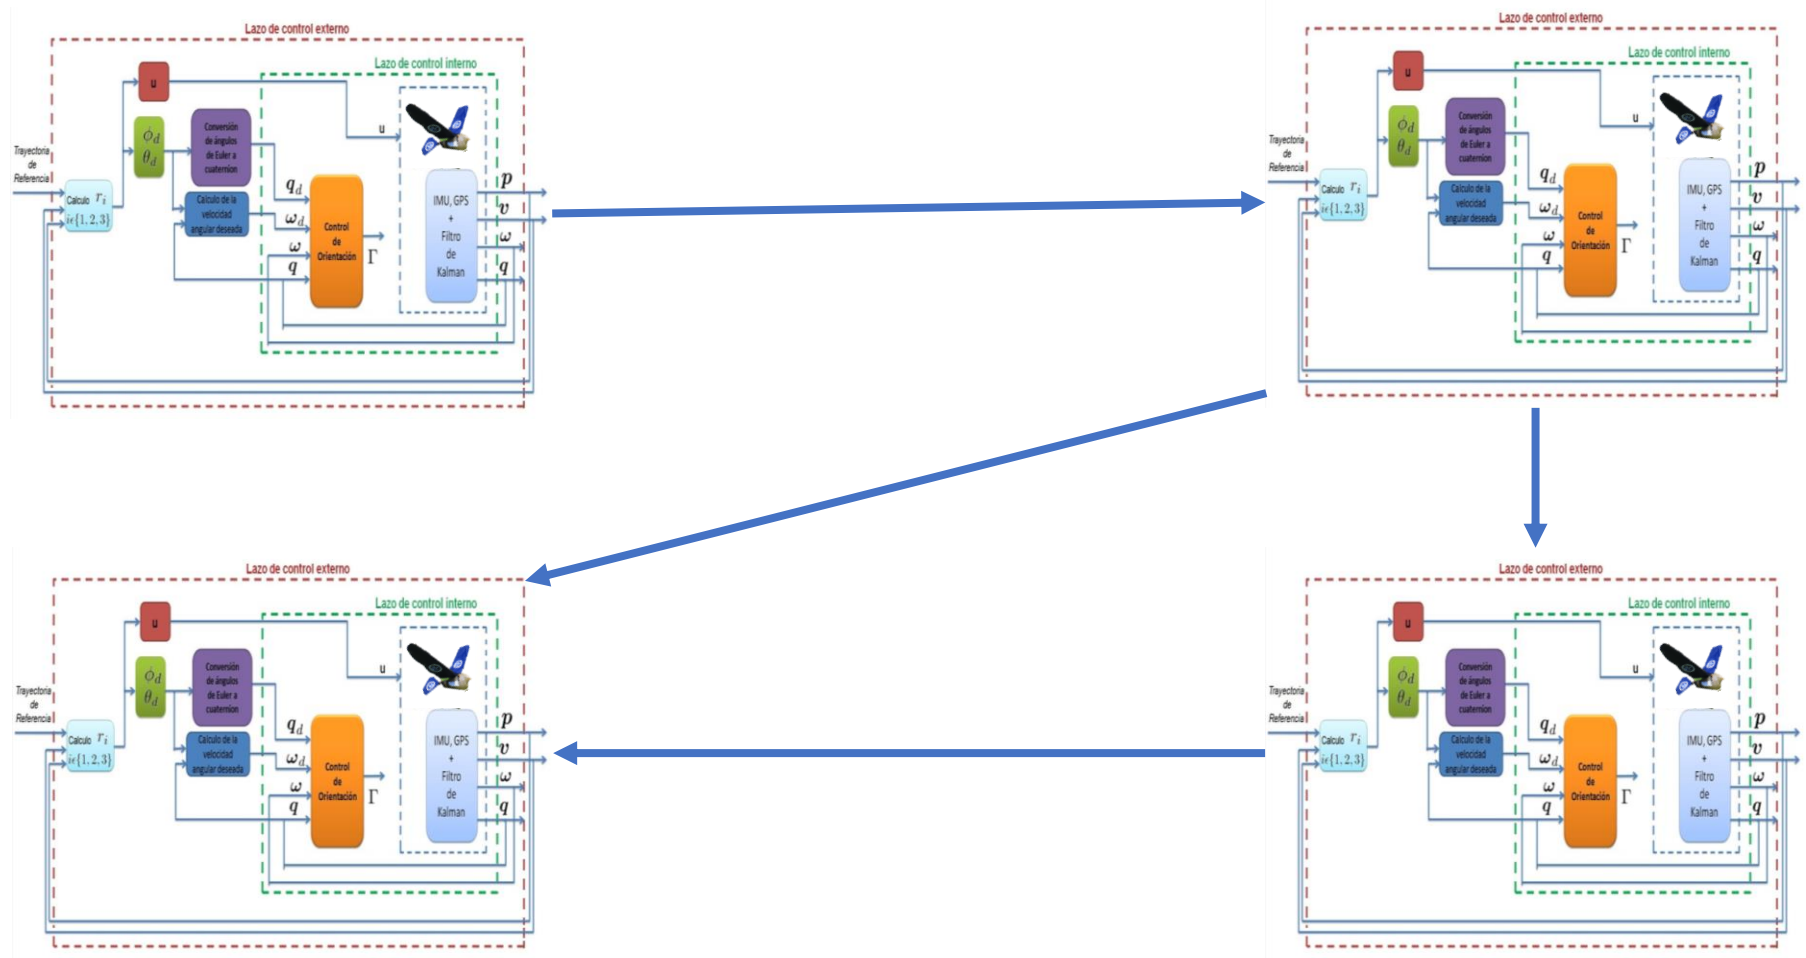 Lazo de control externo
Lazo de control interno
u
u
ϕd
θd
Conversión
de ángulos
de Euler a
cuaternion
Trayectoria
de
Referencia
Calculo ri
iϵ{1,2,3}
Calculo de la
velocidad
angular deseada
qd
ωd
ω
q
Control
de
Orientación
Γ
IMU, GPS
+
Filtro
de
Kalman
p
v
ω
q
Lazo de control externo
Lazo de control interno
u
u
ϕd
θd
Conversión
de ángulos
de Euler a
cuaternion
Trayectoria
de
Referencia
Calculo ri
iϵ{1,2,3}
Calculo de la
velocidad
angular deseada
qd
ωd
ω
q
Control
de
Orientación
Γ
IMU, GPS
+
Filtro
de
Kalman
p
v
ω
q
Lazo de control externo
Lazo de control interno
u
u
ϕd
θd
Conversión
de ángulos
de Euler a
cuaternion
Trayectoria
de
Referencia
Calculo ri
iϵ{1,2,3}
Calculo de la
velocidad
angular deseada
qd
ωd
ω
q
Control
de
Orientación
Γ
IMU, GPS
+
Filtro
de
Kalman
p
v
ω
q
Lazo de control externo
Lazo de control interno
u
u
ϕd
θd
Conversión
de ángulos
de Euler a
cuaternion
Trayectoria
de
Referencia
Calculo ri
iϵ{1,2,3}
Calculo de la
velocidad
angular deseada
qd
ωd
ω
q
Control
de
Orientación
Γ
IMU, GPS
+
Filtro
de
Kalman
p
v
ω
q